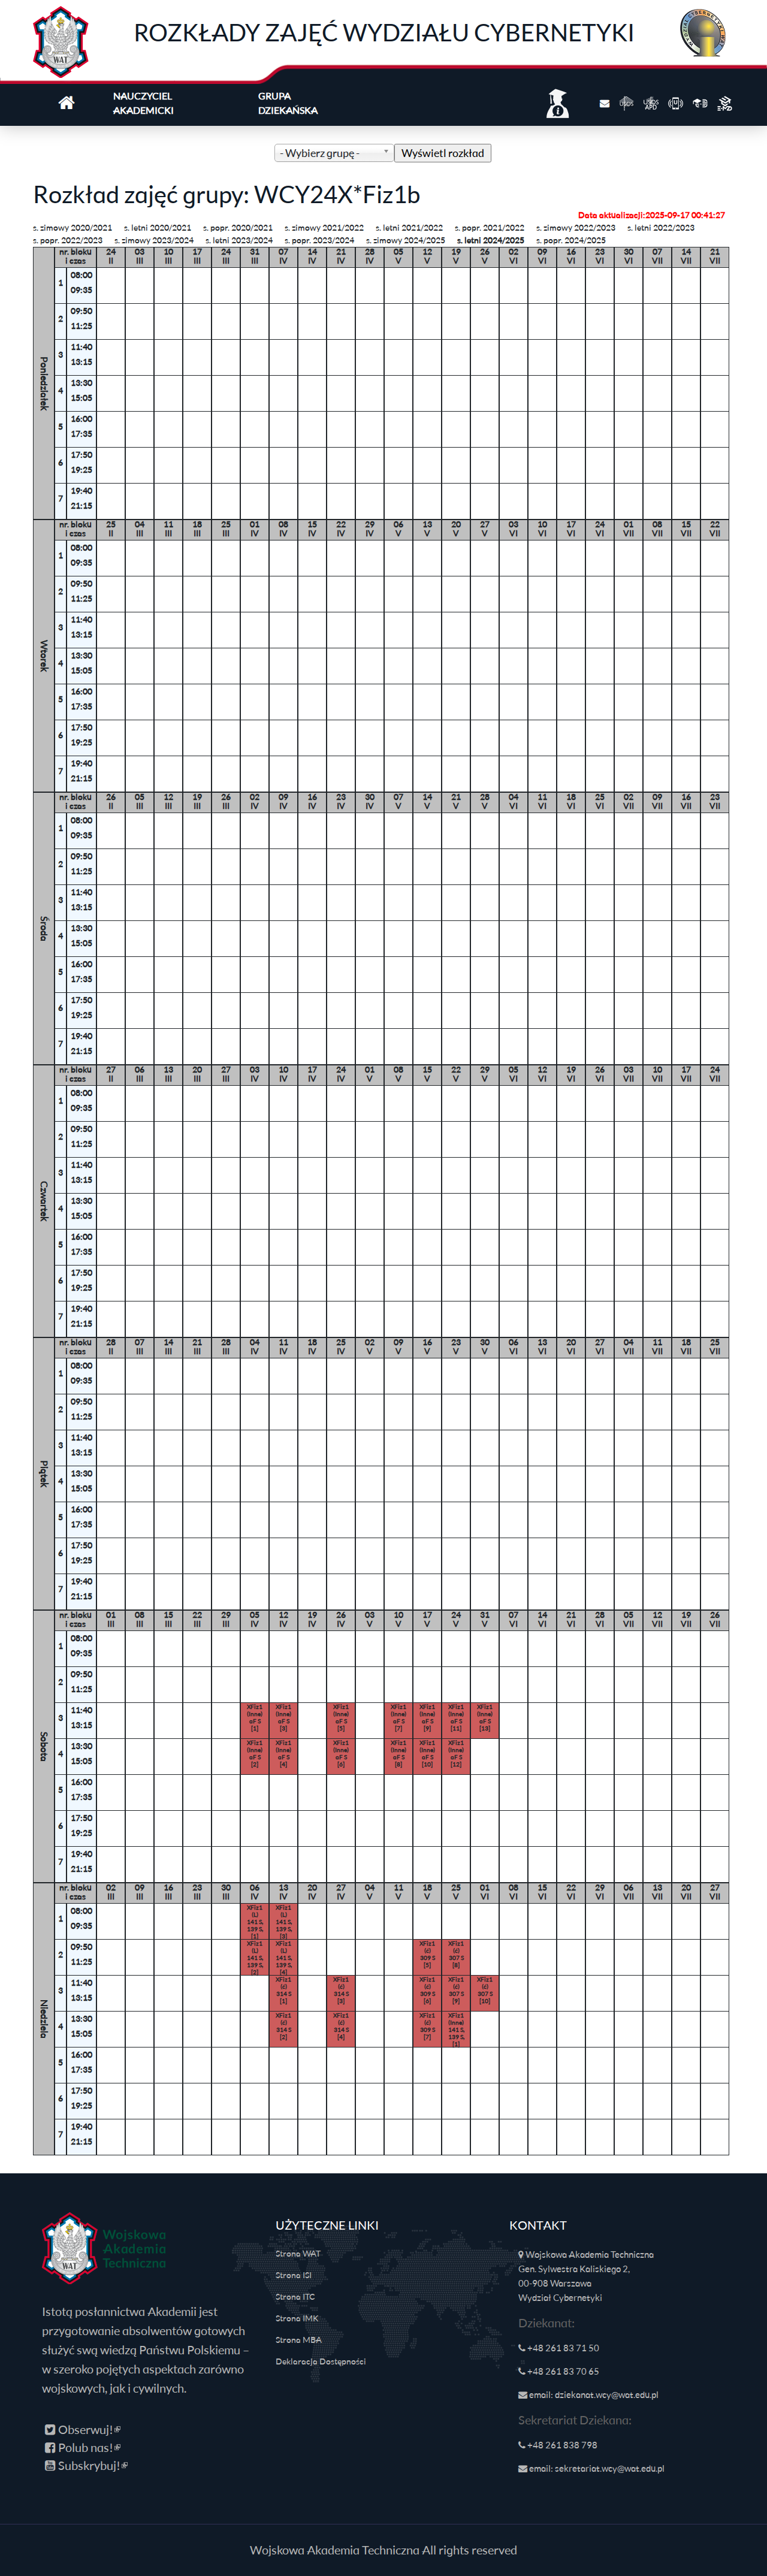 ROZKŁADY ZAJĘĆ WYDZIAŁU CYBERNETYKI
WAT
NAUCZYCIEL
AKADEMICKI
GRUPA
DZIEKAŃSKA
- Wybierz grupę -
Wyświetl rozkład
Rozkład zajęć grupy: WCY24X*Fiz1b
Data aktualizacji:2025-09-17 00:41:27
s. zimowy 2020/2021 s. letni 2020/2021 s. popr. 2020/2021 s. zimowy 2021/2022 s. letni 2021/2022 s. popr. 2021/2022 s. zimowy 2022/2023 s. letni 2022/2023
s. popr. 2022/2023 s. zimowy 2023/2024 s. letni 2023/2024 s. popr. 2023/2024 s. zimowy 2024/2025 s. letni 2024/2025 s. popr. 2024/2025
Poniedziałek
nr. bloku 24 03 10 17 24 31 07 14 21 28 05 12 19 26 02 09 16 23 30 07 14 21
i czas II III III III III III IV IV IV IV V V V V VI VI VI VI VI VII VII VII
1 08:00
09:35
2 09:50
11:25
3 11:40
13:15
4 13:30
15:05
5 16:00
17:35
6 17:50
19:25
7 19:40
21:15
Wtorek
nr. bloku 25 04 11 18 25 01 08 15 22 29 06 13 20 27 03 10 17 24 01 08 15 22
i czas II III III III III IV IV IV IV IV V V V V VI VI VI VI VII VII VII VII
1 08:00
09:35
2 09:50
11:25
3 11:40
13:15
4 13:30
15:05
5 16:00
17:35
6 17:50
19:25
7 19:40
21:15
Środa
nr. bloku 26 05 12 19 26 02 09 16 23 30 07 14 21 28 04 11 18 25 02 09 16 23
i czas II III III III III IV IV IV IV IV V V V V VI VI VI VI VII VII VII VII
1 08:00
09:35
2 09:50
11:25
3 11:40
13:15
4 13:30
15:05
5 16:00
17:35
6 17:50
19:25
7 19:40
21:15
Czwartek
nr. bloku 27 06 13 20 27 03 10 17 24 01 08 15 22 29 05 12 19 26 03 10 17 24
i czas II III III III III IV IV IV IV V V V V V VI VI VI VI VII VII VII VII
1 08:00
09:35
2 09:50
11:25
3 11:40
13:15
4 13:30
15:05
5 16:00
17:35
6 17:50
19:25
7 19:40
21:15
Piątek
nr. bloku 28 07 14 21 28 04 11 18 25 02 09 16 23 30 06 13 20 27 04 11 18 25
i czas II III III III III IV IV IV IV V V V V V VI VI VI VI VII VII VII VII
1 08:00
09:35
2 09:50
11:25
3 11:40
13:15
4 13:30
15:05
5 16:00
17:35
6 17:50
19:25
7 19:40
21:15
Sobota
nr. bloku 01 08 15 22 29 05 12 19 26 03 10 17 24 31 07 14 21 28 05 12 19 26
i czas III III III III III IV IV IV IV V V V V V VI VI VI VI VII VII VII VII
1 08:00
09:35
2 09:50
11:25
3 11:40 XFiz1 XFiz1 XFiz1 XFiz1 XFiz1 XFiz1 XFiz1
(Inne) (Inne) (Inne) (Inne) (Inne) (Inne) (Inne)
aF S aF S aF S aF S aF S aF S aF S
13:15 [1] [3] [5] [7] [9] [11] [13]
4 13:30 XFiz1 XFiz1 XFiz1 XFiz1 XFiz1 XFiz1
(Inne) (Inne) (Inne) (Inne) (Inne) (Inne)
aF S aF S aF S aF S aF S aF S
15:05 [2] [4] [6] [8] [10] [12]
5 16:00
17:35
6 17:50
19:25
7 19:40
21:15
Niedziela
nr. bloku 02 09 16 23 30 06 13 20 27 04 11 18 25 01 08 15 22 29 06 13 20 27
i czas III III III III III IV IV IV IV V V V V VI VI VI VI VI VII VII VII VII
1 08:00 XFiz1 XFiz1
(L) (L)
141 S, 141 S,
09:35 139 S, 139 S,
[1] [3]
2 09:50 XFiz1 XFiz1 XFiz1 XFiz1
(L) (L) (ć) (ć)
141 S, 141 S, 309 S 307 S
11:25 139 S, 139 S, [5] [8]
[2] [4]
3 11:40 XFiz1 XFiz1 XFiz1 XFiz1 XFiz1
(ć) (ć) (ć) (ć) (ć)
314 S 314 S 309 S 307 S 307 S
13:15 [1] [3] [6] [9] [10]
4 13:30 XFiz1 XFiz1 XFiz1 XFiz1
(ć) (ć) (ć) (Inne)
314 S 314 S 309 S 141 S,
15:05 [2] [4] [7] 139 S,
[1]
5 16:00
17:35
6 17:50
19:25
7 19:40
21:15
WAT
Wojskowa
Akademia
Techniczna
Istotą posłannictwa Akademii jest
przygotowanie absolwentów gotowych
służyć swą wiedzą Państwu Polskiemu –
w szeroko pojętych aspektach zarówno
wojskowych, jak i cywilnych.
Obserwuj!
Polub nas!
Subskrybuj!
UŻYTECZNE LINKI
Strona WAT
Strona ISI
Strona ITC
Strona IMK
Strona MBA
Deklaracja Dostępności
KONTAKT
Wojskowa Akademia Techniczna
Gen. Sylwestra Kaliskiego 2,
00-908 Warszawa
Wydział Cybernetyki
Dziekanat:
+48 261 83 71 50
+48 261 83 70 65
email: dziekanat.wcy@wat.edu.pl
Sekretariat Dziekana:
+48 261 838 798
email: sekretariat.wcy@wat.edu.pl
Wojskowa Akademia Techniczna All rights reserved